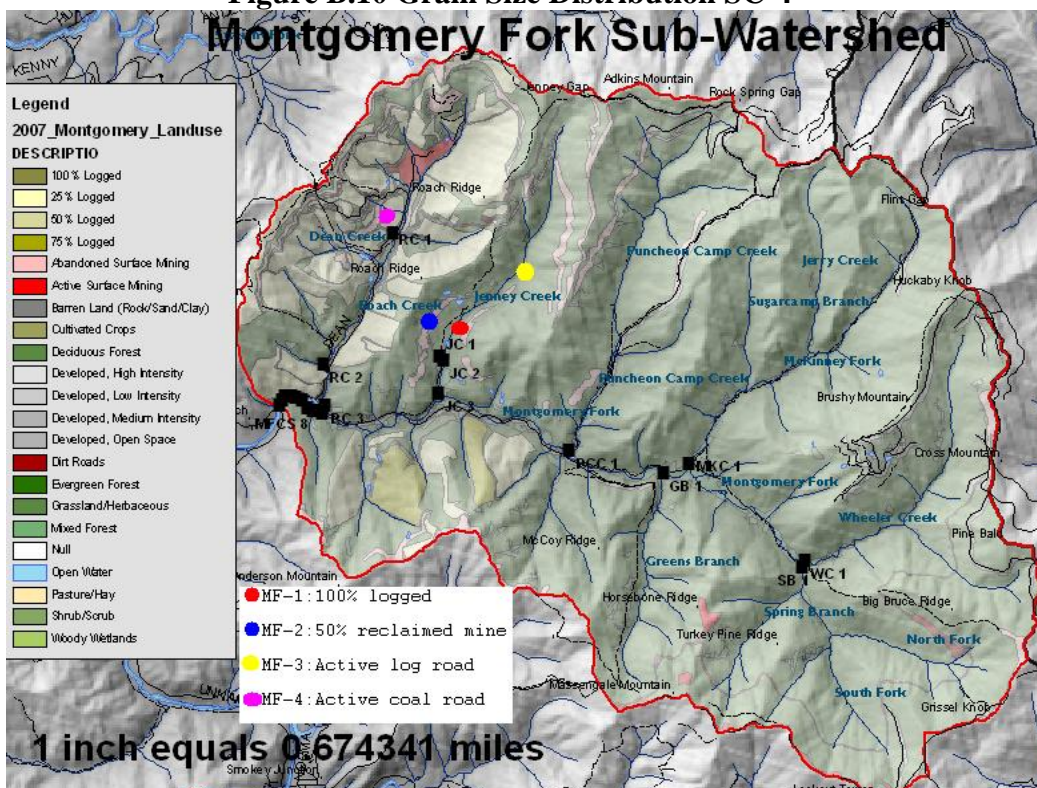 Figure B.10 Grain Size Distribution SC-4
Montgomery Fork Sub-Watershed
KENNY
Legend
2007_Montgomery_Landuse
DESCRIPTIO
100% Logged
25% Logged
50% Logged
75% Logged
Abandoned Surface Mining
Active Surface Mining
Barren Land (Rock/Sand/Clay)
Cultivated Crops
Deciduous Forest
Developed, High Intensity
Developed, Low Intensity
Developed, Medium Intensity
Developed, Open Space
Dirt Roads
Evergreen Forest
Grassland/Herbaceous
Mixed Forest
Null
Open Water
Pasture/Hay
Shrub/Scrub
Woody Wetlands
Jenney Gap
Adkins Mountain
Rock Spring Gap
Roach Ridge
Flint Gap
Dean Creek
RC 1
Puncheon Camp Creek
Jerry Creek
Roach Ridge
Huckaby Knob
Jenney Creek
Sugarcamp Branch
Roach Creek
DEAN
JC 1
RC 2
JC 2
McKinney Fork
Puncheon Camp Creek
JC 3
Brushy Mountain
MFCS 8
RC 3
Montgomery Fork
Cross Mountain
PCC 1
MKC 1
GB 1
Montgomery Fork
Wheeler Creek
McCoy Ridge
Pine Bald
Greens Branch
SB 1
WC 1
Anderson Mountain
Horsebone Ridge
Spring Branch
Big Bruce Ridge
Turkey Pine Ridge
North Fork
MF-1:100% logged
MF-2:50% reclaimed mine
MF-3:Active log road
MF-4:Active coal road
Massengale Mountain
South Fork
Grissel Knob
1 inch equals 0.674341 miles
Smokey Junction